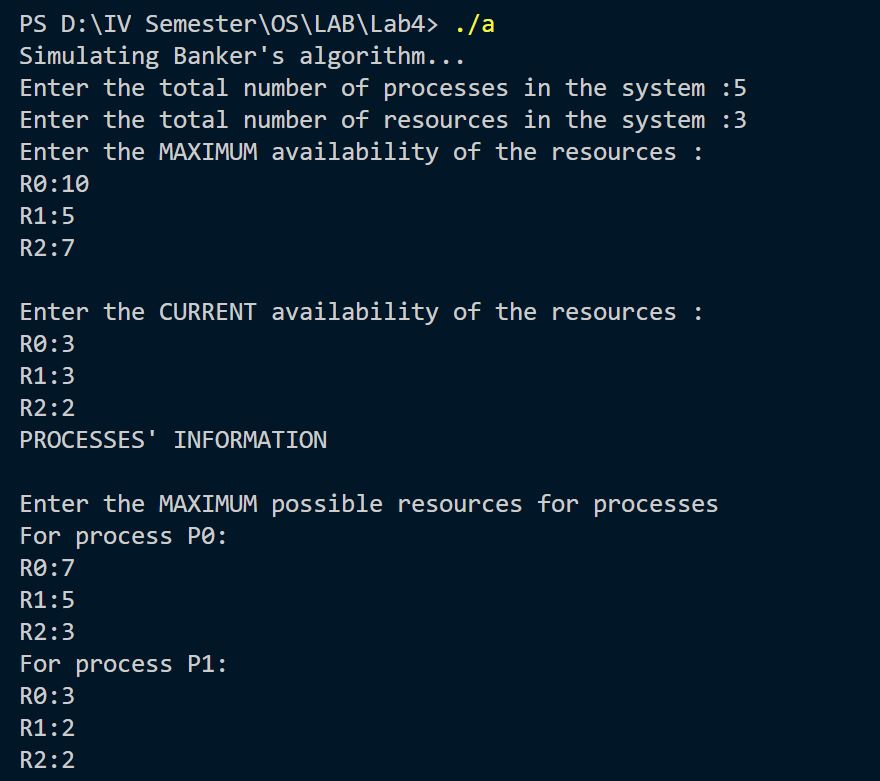 PS D:\IV Semester\OS\LAB\Lab4> ./a
Simulating Banker's algorithm...
Enter the total number of processes in the system :5
Enter the total number of resources in the system :3
Enter the MAXIMUM availability of the resources :
R0:10
R1:5
R2:7
Enter the CURRENT availability of the resources :
R0:3
R1:3
R2:2
PROCESSES' INFORMATION
Enter the MAXIMUM possible resources for processes
For process P0:
R0:7
R1:5
R2:3
For process P1:
R0:3
R1:2
R2:2